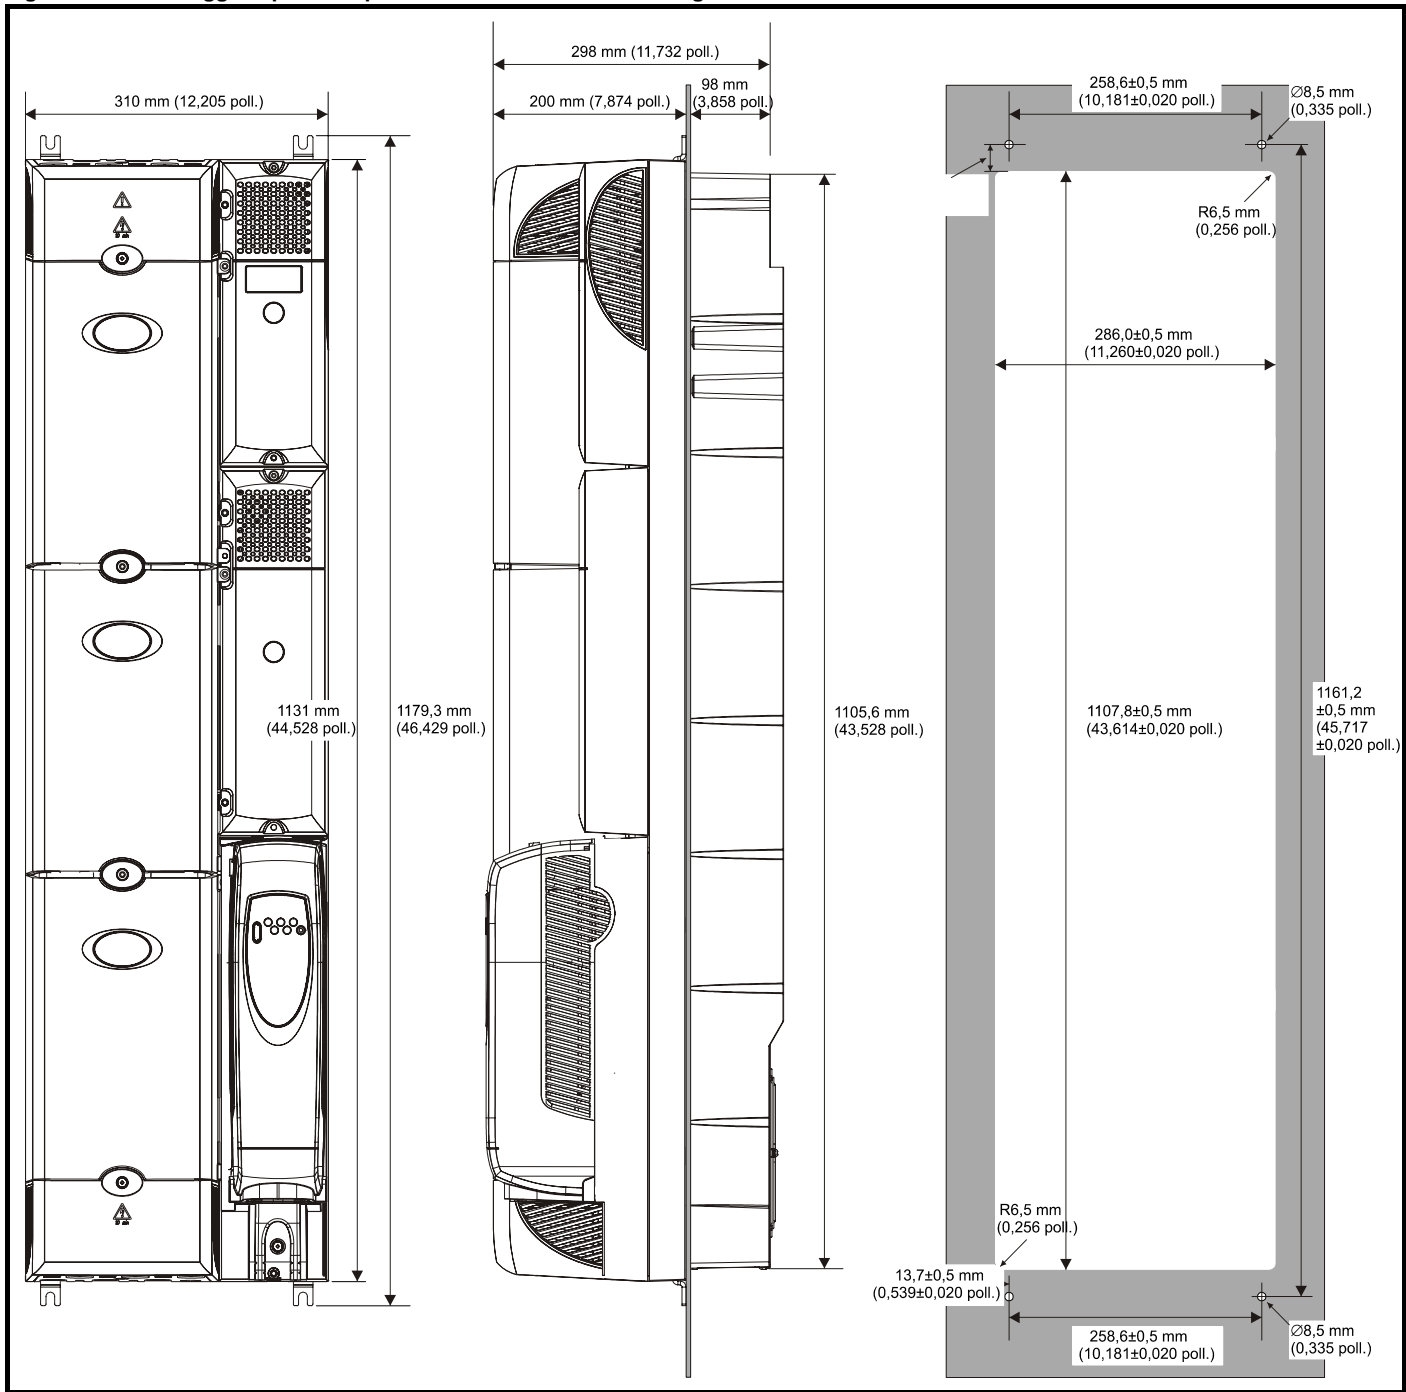 298 mm (11,732 poll.)
98 mm
(3,858 poll.)
310 mm (12,205 poll.)
200 mm (7,874 poll.)
258,6±0,5 mm
(10,181±0,020 poll.)
∅8,5 mm
(0,335 poll.)
R6,5 mm
(0,256 poll.)
286,0±0,5 mm
(11,260±0,020 poll.)
1131 mm
(44,528 poll.)
1179,3 mm
(46,429 poll.)
1105,6 mm
(43,528 poll.)
1107,8±0,5 mm
(43,614±0,020 poll.)
1161,2
±0,5 mm
(45,717
±0,020 poll.)
R6,5 mm
(0,256 poll.)
13,7±0,5 mm
(0,539±0,020 poll.)
258,6±0,5 mm
(10,181±0,020 poll.)
∅8,5 mm
(0,335 poll.)